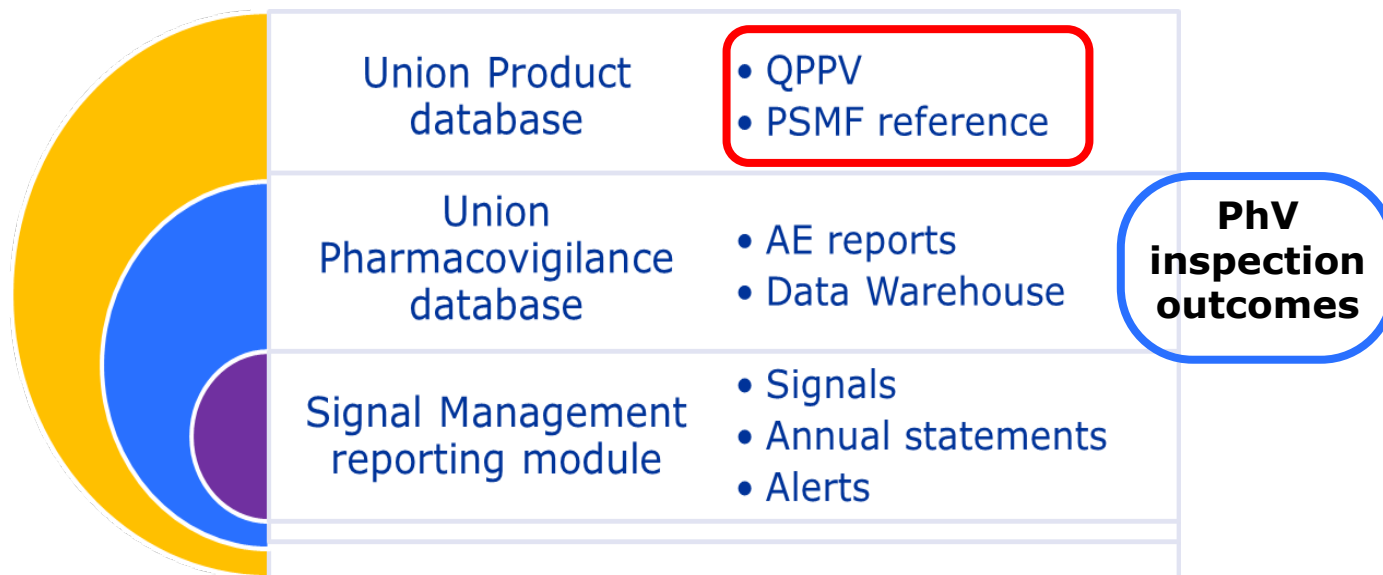 Union Product
database
• QPPV
• PSMF reference
Union
Pharmacovigilance
database
• AE reports
• Data Warehouse
PhV
inspection
outcomes
Signal Management
reporting module
• Signals
• Annual statements
• Alerts